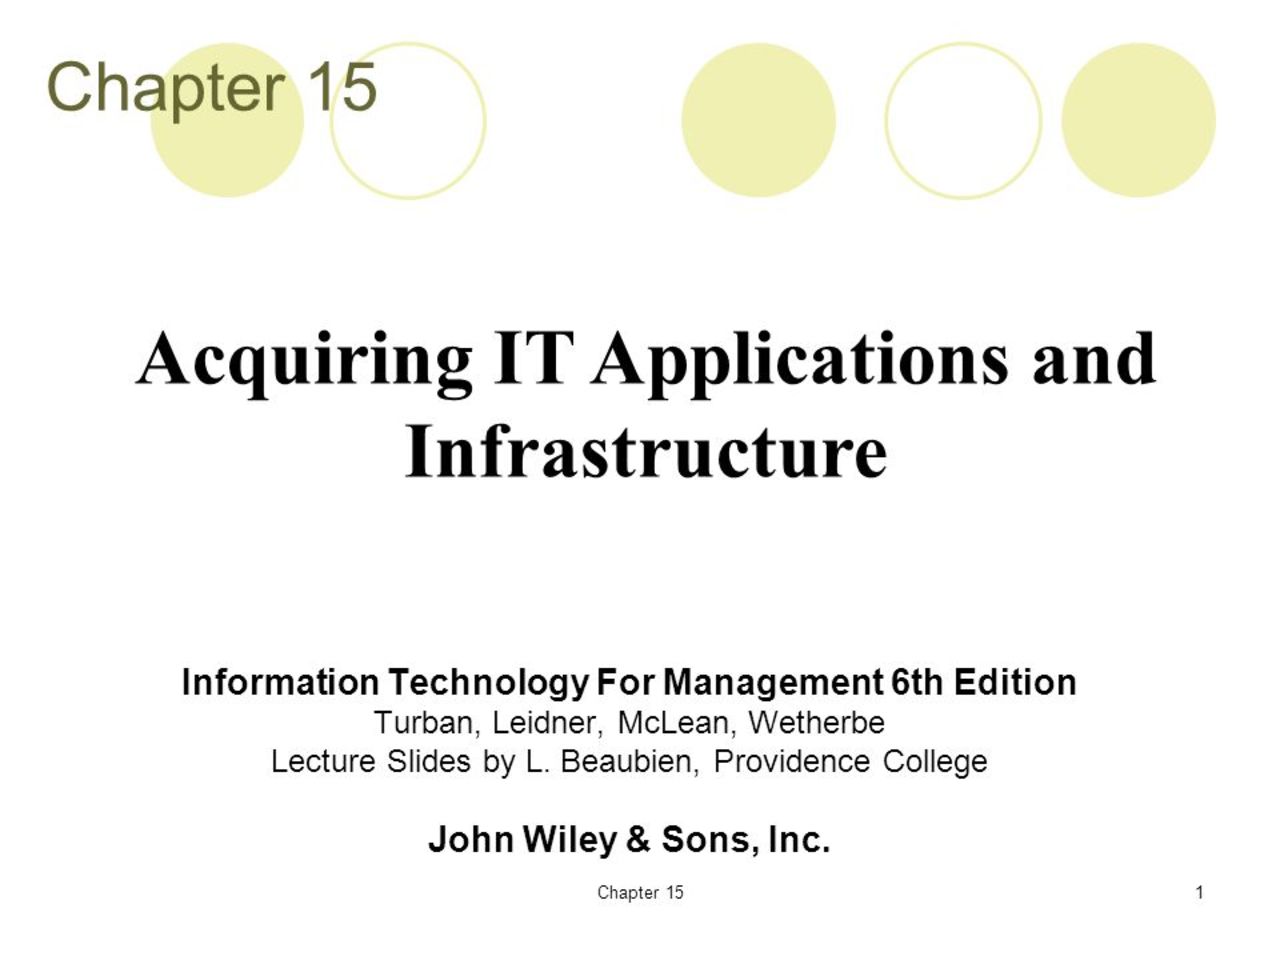 Chapter 15
Acquiring IT Applications and
Infrastructure
Information Technology For Management 6th Edition
Turban, Leidner, McLean, Wetherbe
Lecture Slides by L. Beaubien, Providence College
John Wiley & Sons, Inc.
Chapter 15
1